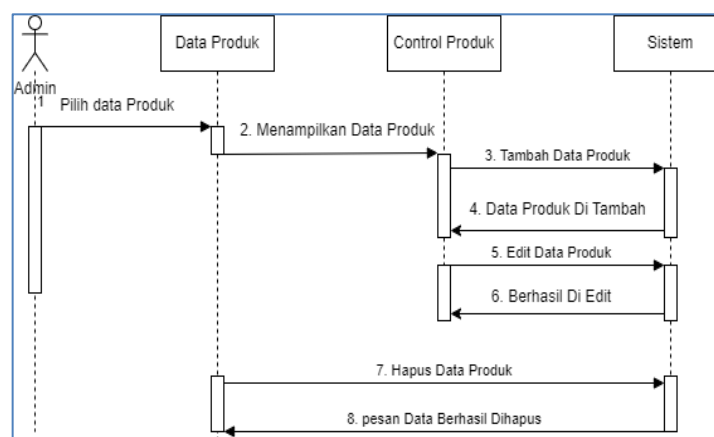 Data Produk
Control Produk
Sistem
Admin
1
Pilih data Produk
2. Menampilkan Data Produk
3. Tambah Data Produk
4. Data Produk Di Tambah
5. Edit Data Produk
6. Berhasil Di Edit
7. Hapus Data Produk
8. pesan Data Berhasil Dihapus